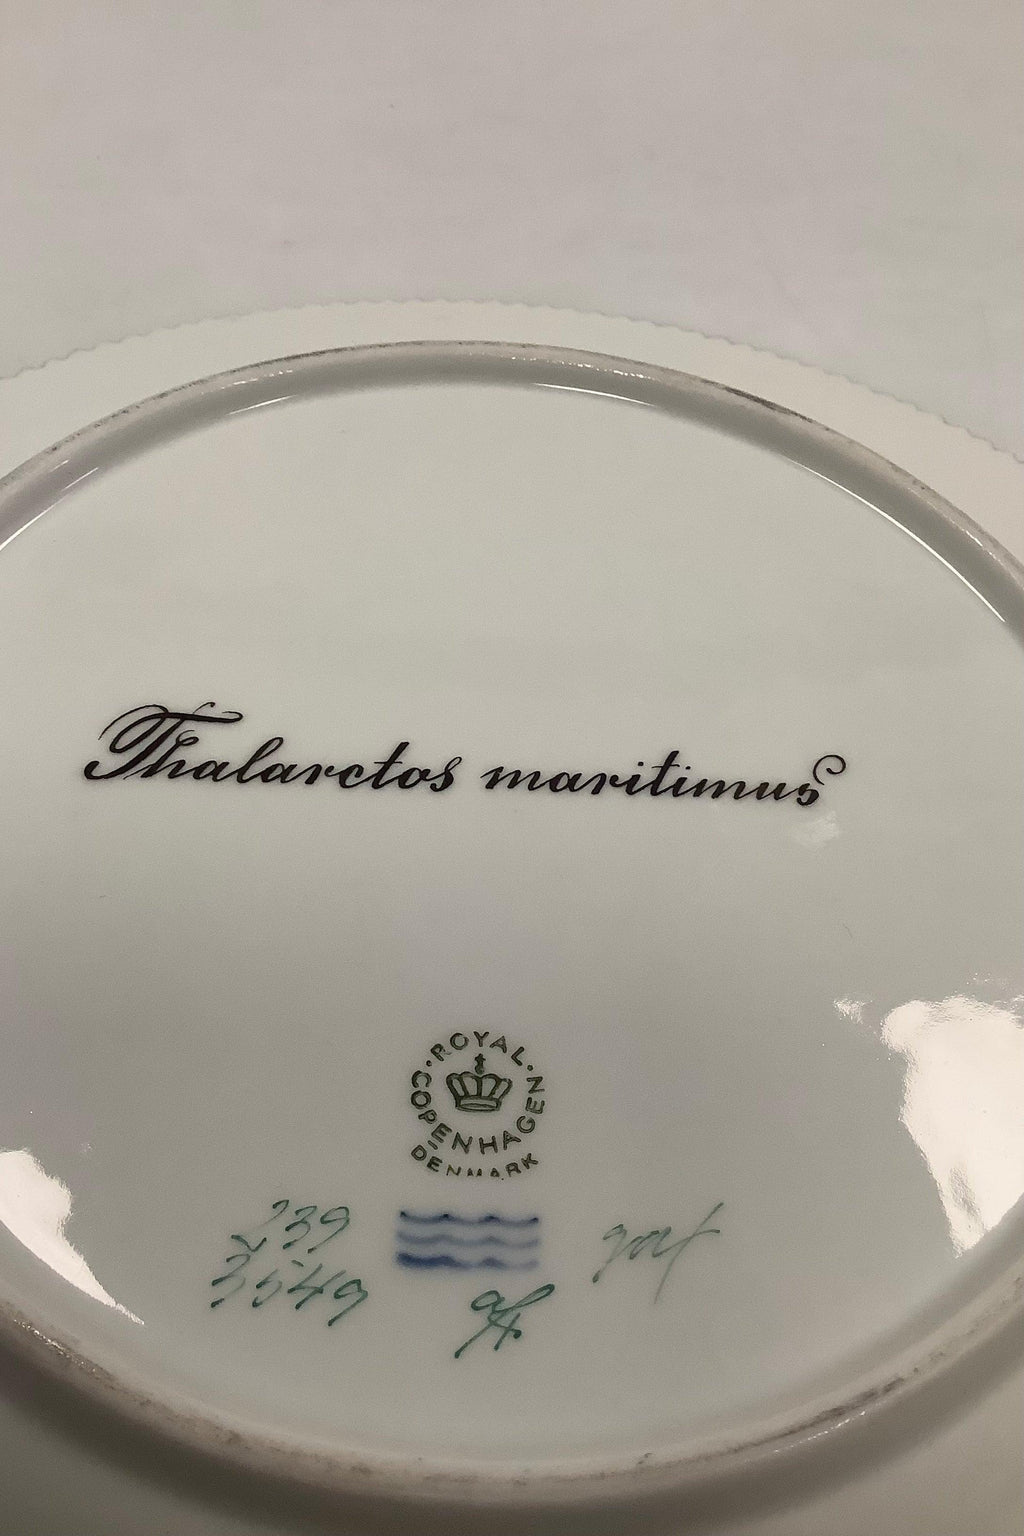 Thalarctos maritimus
ROYAL
COPENHAGEN
DENMARK
239
3549